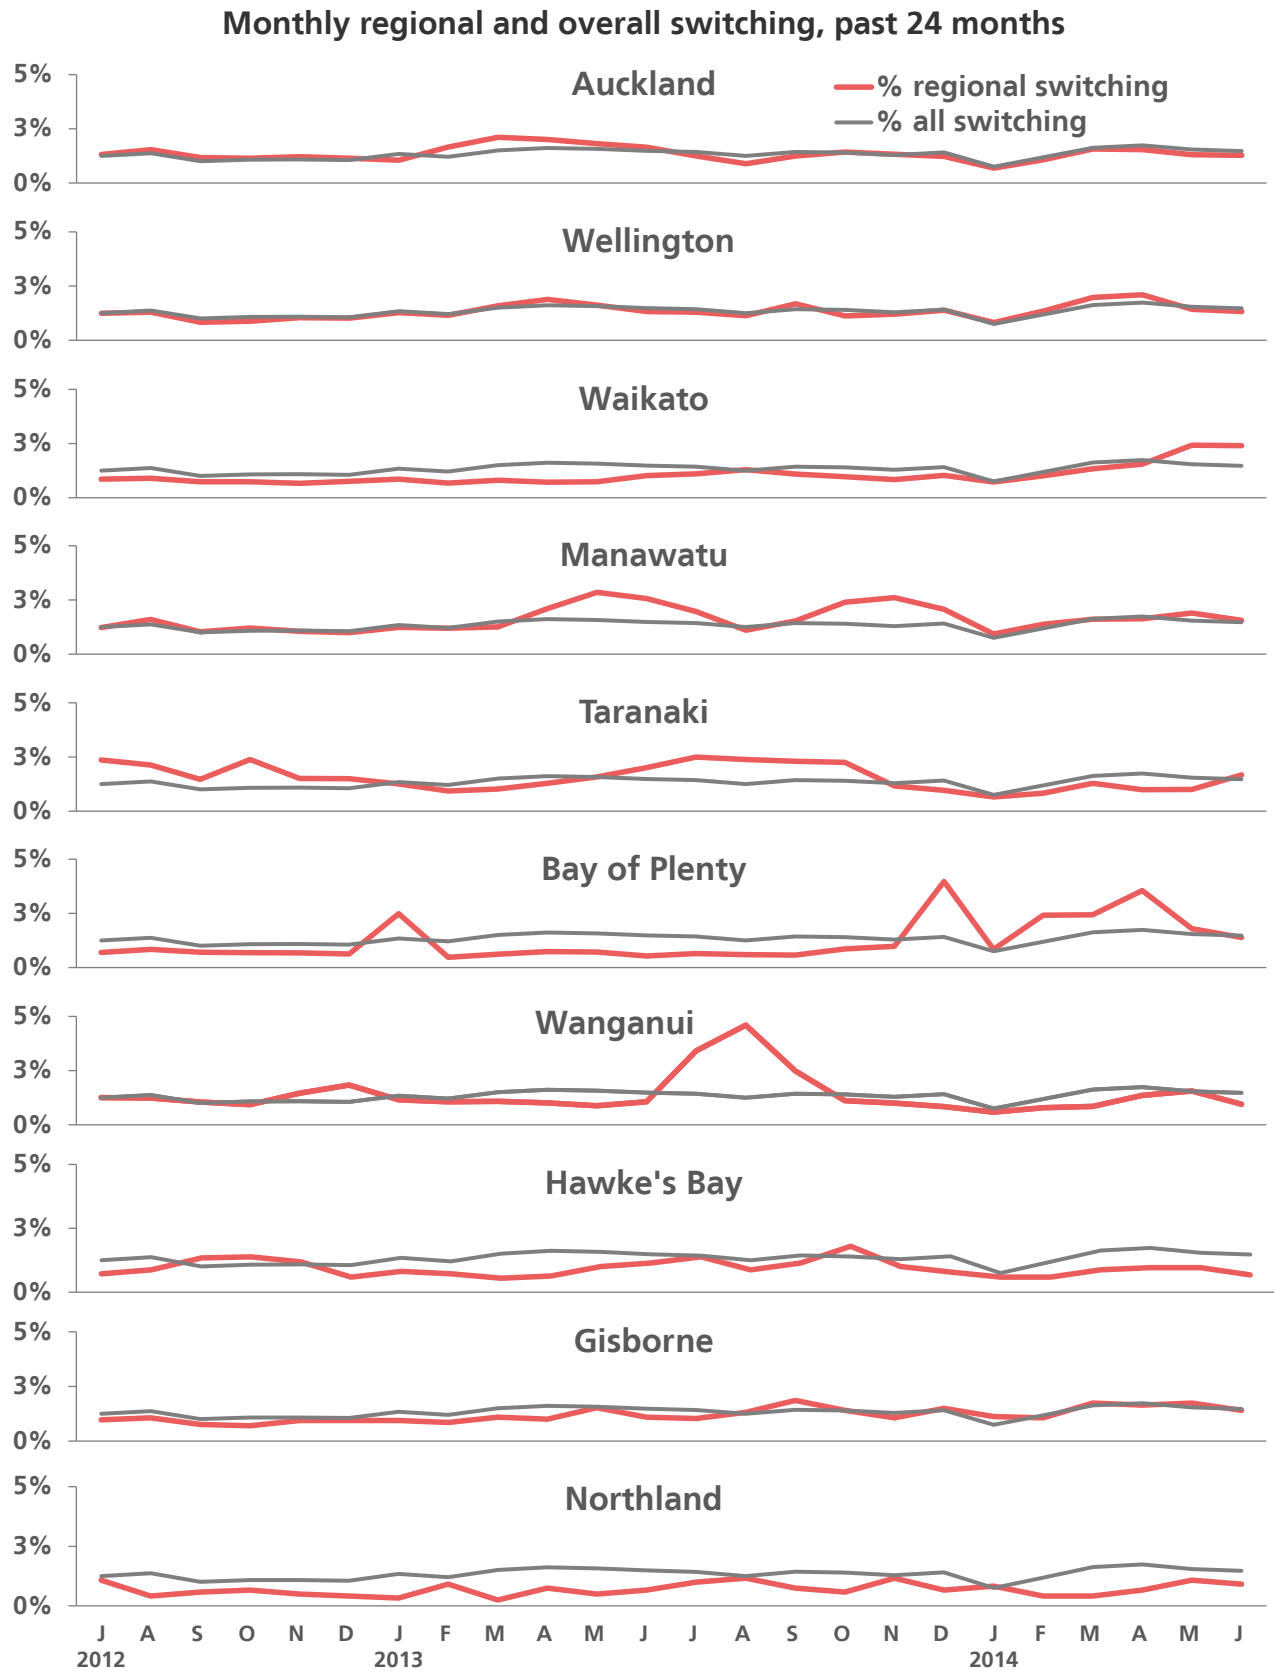 Monthly regional and overall switching, past 24 months
5%
Auckland
% regional switching
3%
% all switching
0%
5%
Wellington
3%
0%
5%
Waikato
3%
0%
5%
Manawatu
3%
0%
5%
Taranaki
3%
0%
5%
Bay of Plenty
3%
0%
5%
Wanganui
3%
0%
5%
Hawke's Bay
3%
0%
5%
Gisborne
3%
0%
5%
Northland
3%
0%
J A S O N D J F M A M J J A S O N D J F M A M J
2012 2013 2014